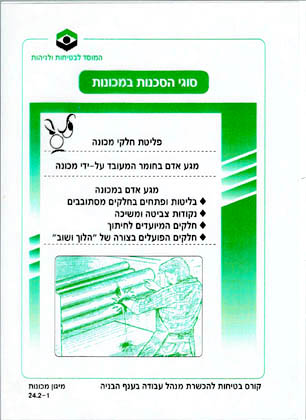 המוסד לבטיחות ולגיהות
סוגי הסכנות במכונות
פליטת חלקי מכונה
מגע אדם בחומר המעובד על-ידי מכונה
מגע אדם במכונה
♦ בליטות ופתחים בחלקים מסתובבים
♦ נקודות צביטה ומשיכה
♦ חלקים המיועדים לחיתוך
♦ חלקים הפועלים בצורה של "הלוך ושוב"
קורס בטיחות להכשרת מנהל עבודה בענף הבניה
מיגון מכונות
24.2-1